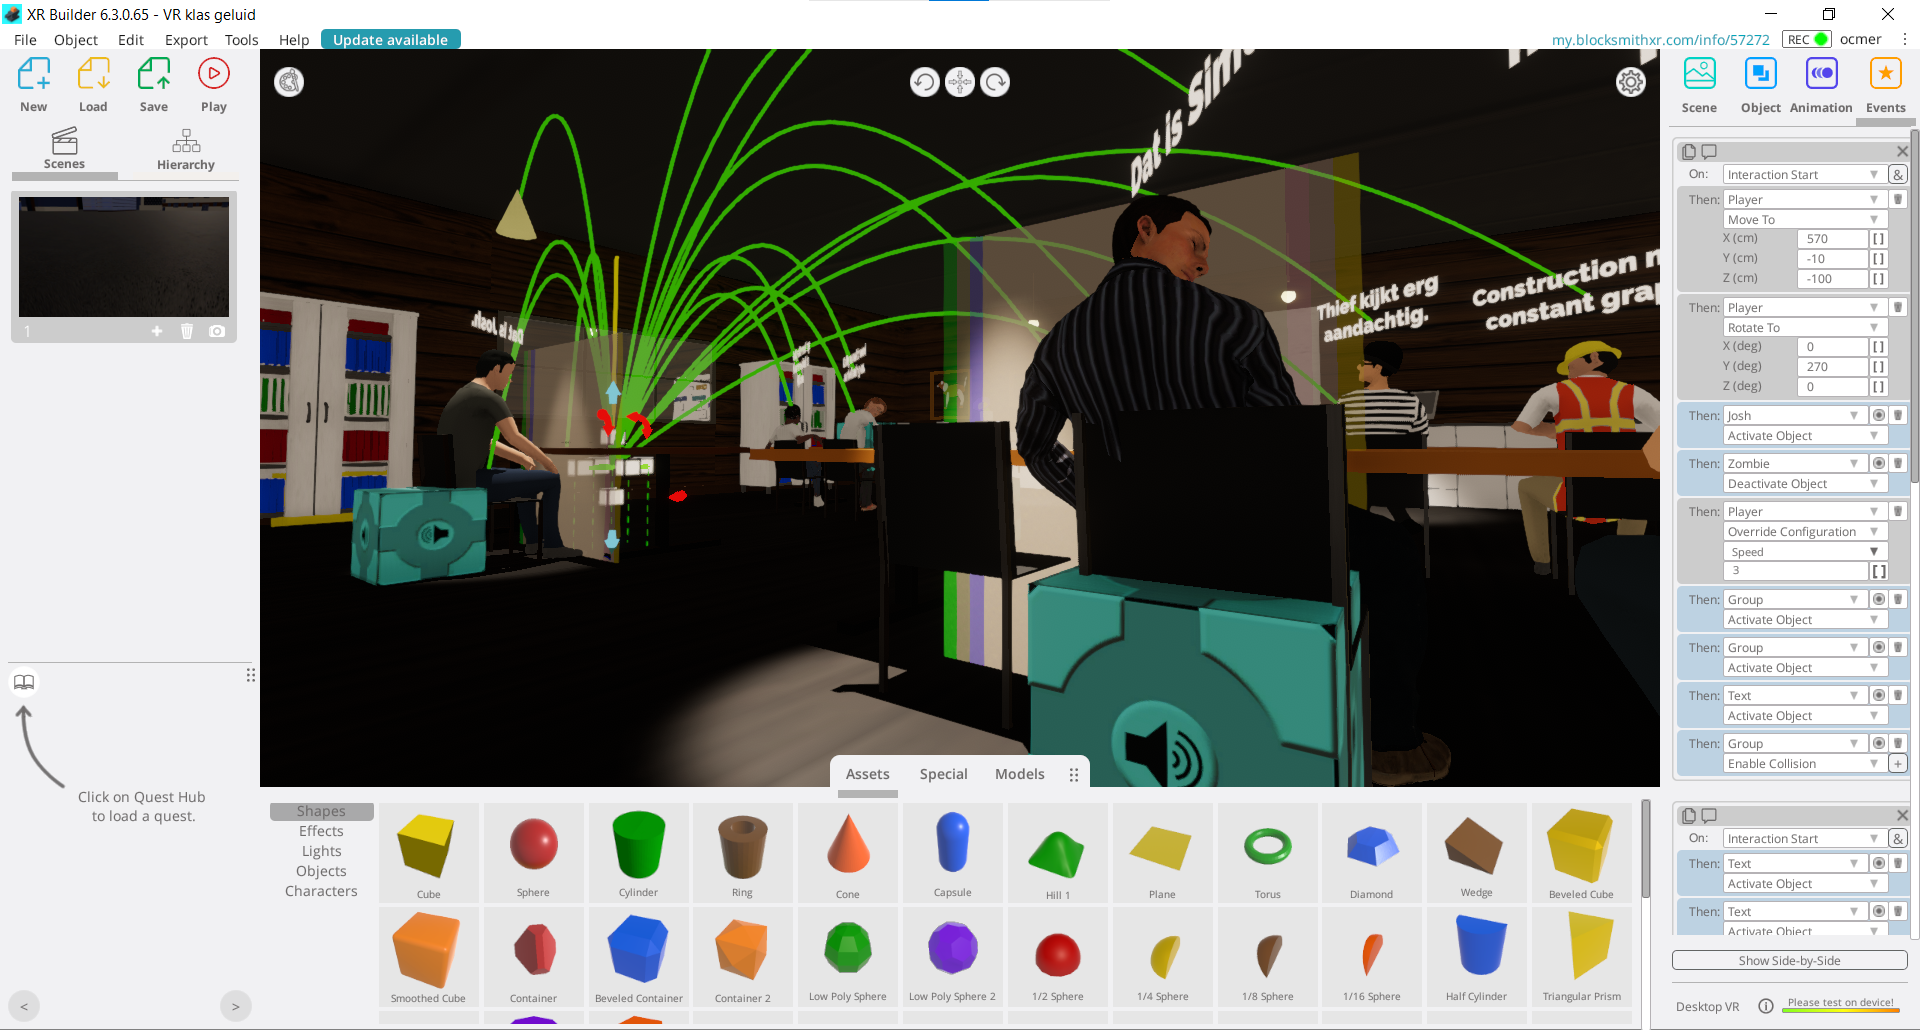 XR Builder 6.3.0.65 - VR klas geluid
File Object Edit Export Tools Help Update available
my.blocksmithxr.com/info/57272 REC ocmer
New Load Save Play
Scenes Hierarchy
1
Click on Quest Hub
to load a quest.
< >
Dat is Josh.
Dat is Simo
Thief kijkt erg
aandachtig.
Construction
constant
Assets Special Models
Shapes
Effects
Lights
Objects
Characters
Cube Sphere Cylinder Ring Cone Capsule Hill 1 Plane Torus Diamond Wedge Beveled Cube
Smoothed Cube Container Beveled Container Container 2 Low Poly Sphere Low Poly Sphere 2 1/2 Sphere 1/4 Sphere 1/8 Sphere 1/16 Sphere Half Cylinder Triangular Prism
Scene Object Animation Events
On: Interaction Start &
Then: Player
Move To
X (cm) 570 [ ]
Y (cm) -10 [ ]
Z (cm) -100 [ ]
Then: Player
Rotate To
X (deg) 0 [ ]
Y (deg) 270 [ ]
Z (deg) 0 [ ]
Then: Josh
Activate Object
Then: Zombie
Deactivate Object
Then: Player
Override Configuration
Speed
3 [ ]
Then: Group
Activate Object
Then: Group
Activate Object
Then: Text
Activate Object
Then: Group
Enable Collision +
On: Interaction Start &
Then: Text
Activate Object
Then: Text
Activate Object
Show Side-by-Side
Desktop VR Please test on device!